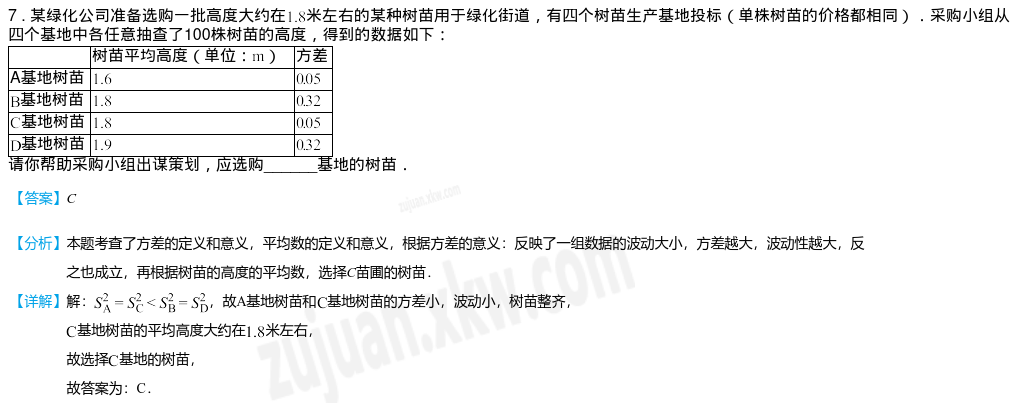 7．某绿化公司准备选购一批高度大约在1.8米左右的某种树苗用于绿化街道，有四个树苗生产基地投标（单株树苗的价格都相同）．采购小组从
四个基地中各任意抽查了100株树苗的高度，得到的数据如下：
树苗平均高度（单位：m） 方差
A基地树苗 1.6 0.05
B基地树苗 1.8 0.32
C基地树苗 1.8 0.05
D基地树苗 1.9 0.32
请你帮助采购小组出谋策划，应选购______基地的树苗．
【答案】C
zujuan.xkw.com
【分析】本题考查了方差的定义和意义，平均数的定义和意义，根据方差的意义：反映了一组数据的波动大小，方差越大，波动性越大，反
之也成立，再根据树苗的高度的平均数，选择C苗圃的树苗．
【详解】解：S²_A = S²_C < S²_B = S²_D，故A基地树苗和C基地树苗的方差小，波动小，树苗整齐，
C基地树苗的平均高度大约在1.8米左右，
故选择C基地的树苗，
故答案为：C．
zujuan.xkw.com